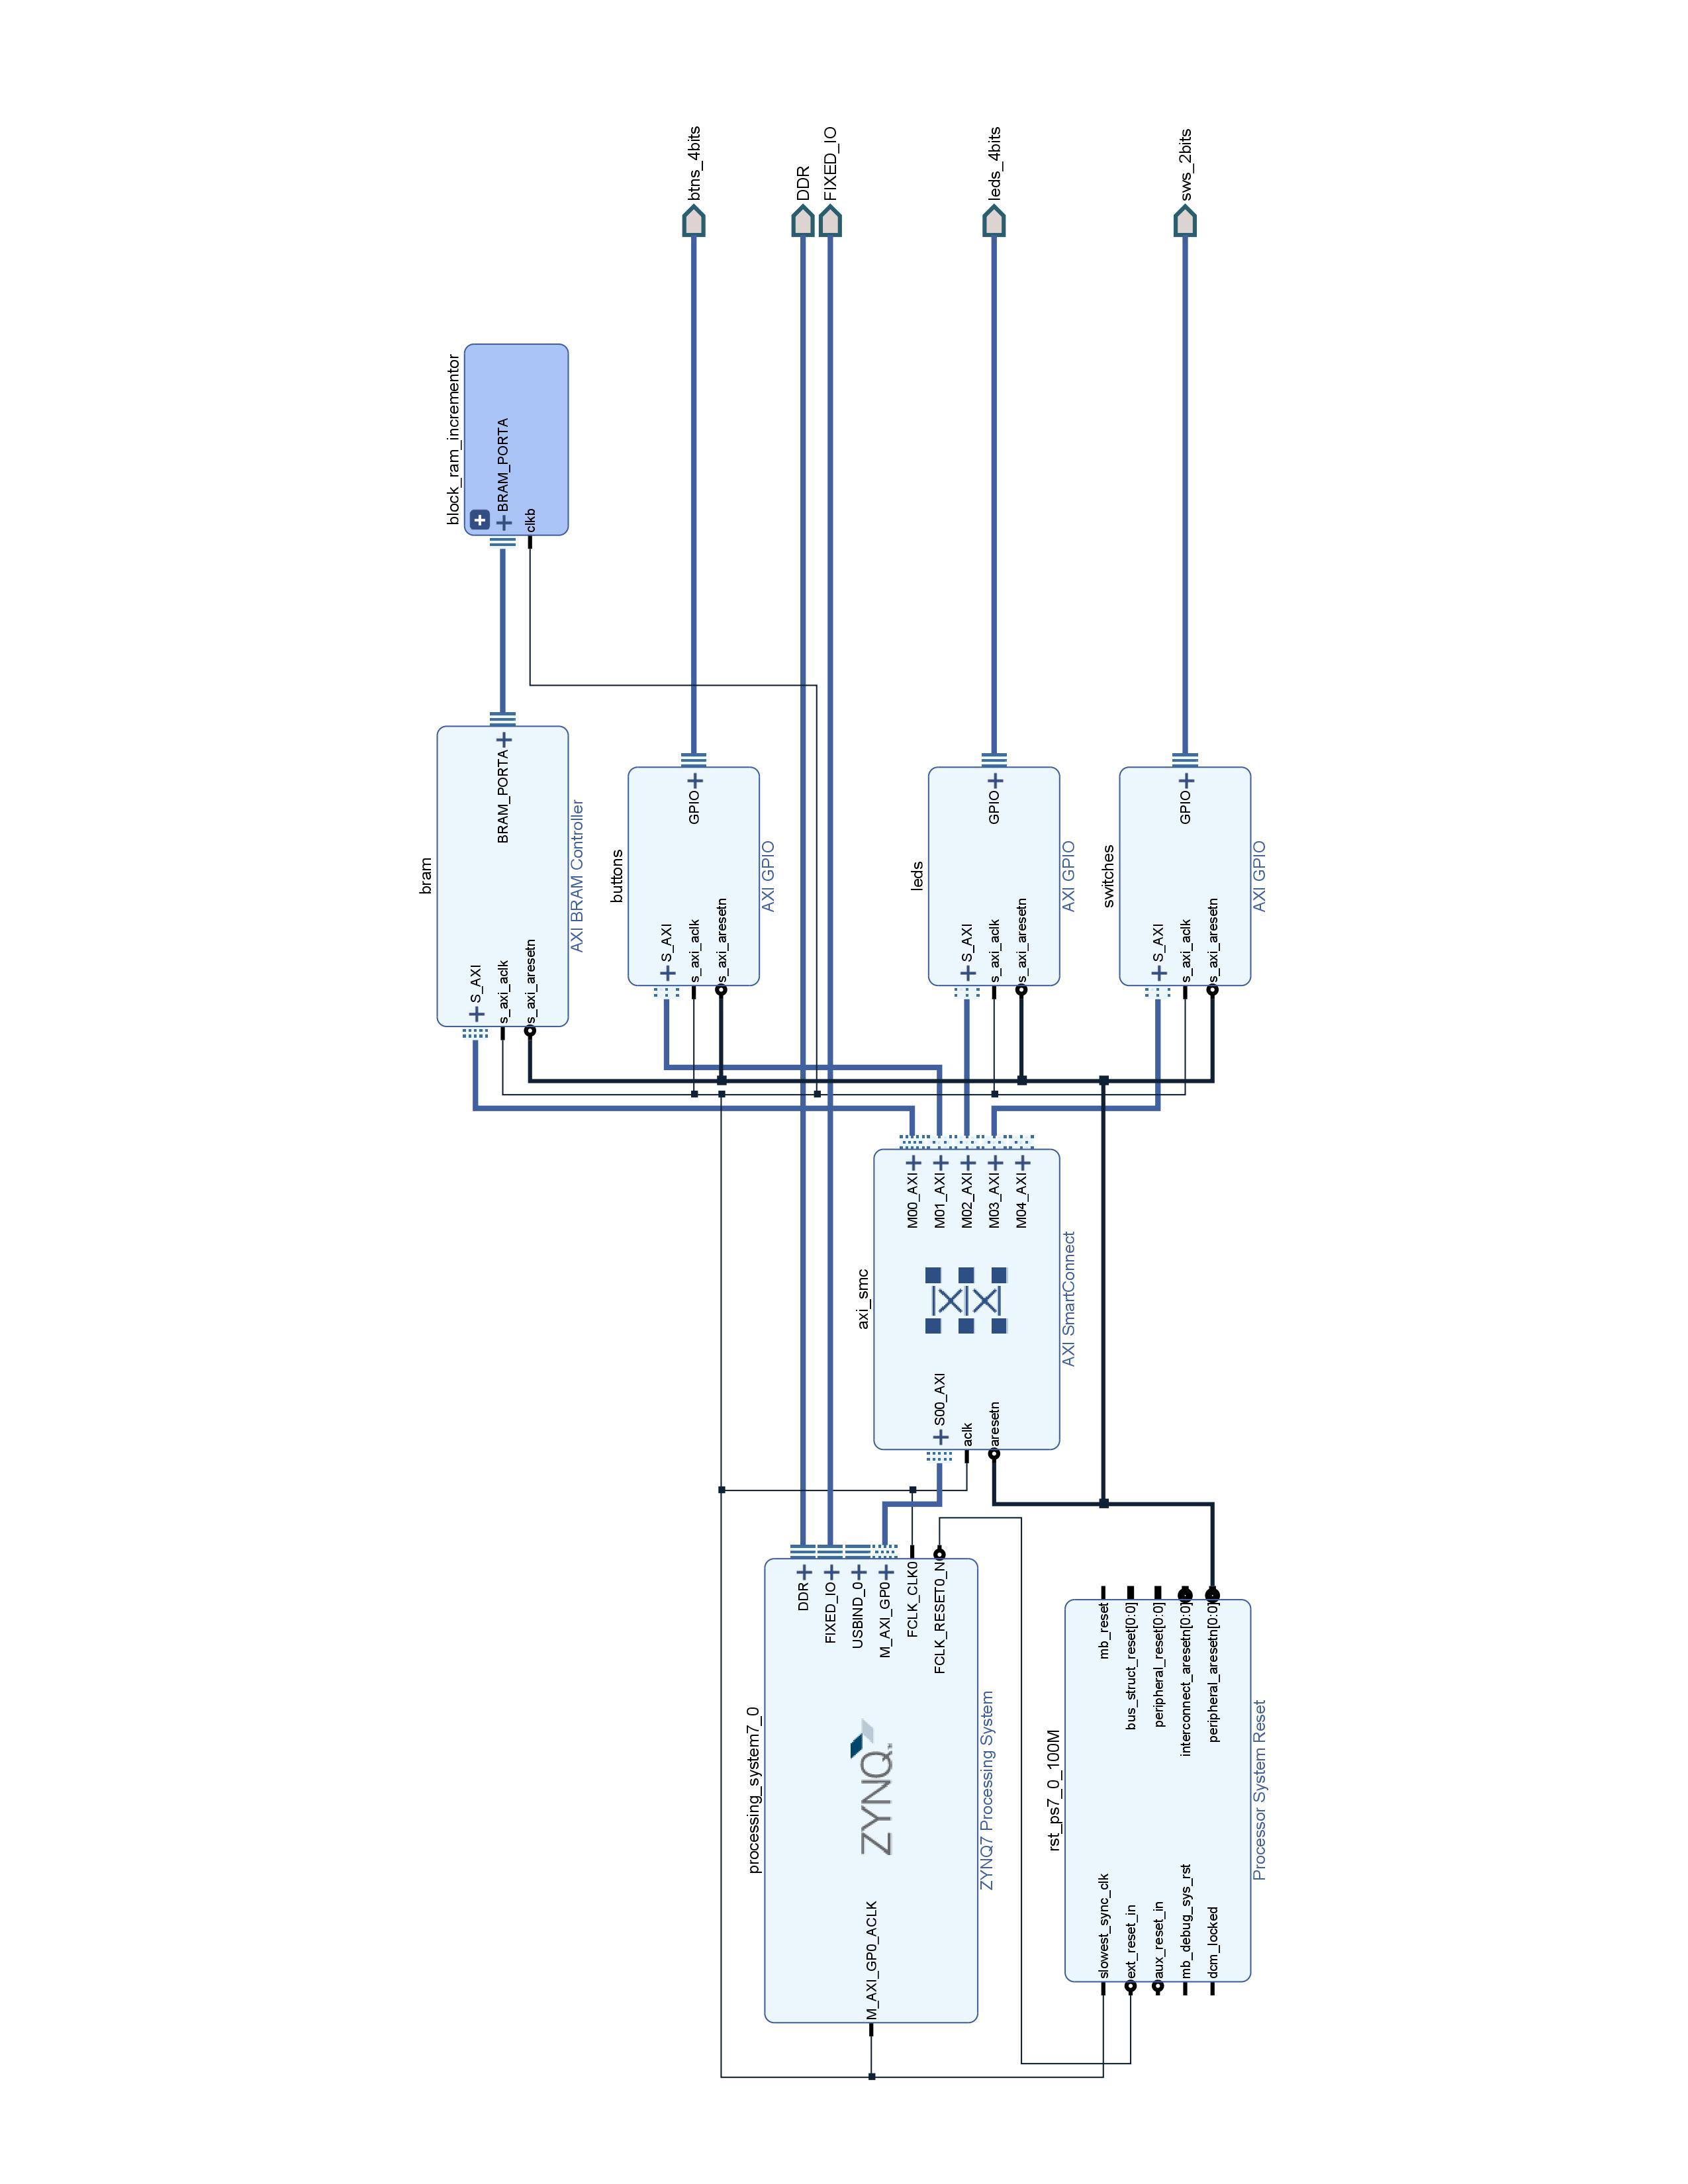 processing_system7_0
DDR
FIXED_IO
USBIND_0
M_AXI_GP0
FCLK_CLK0
FCLK_RESET0_N
M_AXI_GP0_ACLK
ZYNQ
ZYNQ7 Processing System
rst_ps7_0_100M
slowest_sync_clk
ext_reset_in
aux_reset_in
mb_debug_sys_rst
dcm_locked
mb_reset
bus_struct_reset[0:0]
peripheral_reset[0:0]
interconnect_aresetn[0:0]
peripheral_aresetn[0:0]
Processor System Reset
axi_smc
S00_AXI
aclk
aresetn
M00_AXI
M01_AXI
M02_AXI
M03_AXI
M04_AXI
AXI SmartConnect
bram
S_AXI
s_axi_aclk
s_axi_aresetn
BRAM_PORTA
AXI BRAM Controller
buttons
S_AXI
s_axi_aclk
s_axi_aresetn
GPIO
AXI GPIO
leds
S_AXI
s_axi_aclk
s_axi_aresetn
GPIO
AXI GPIO
switches
S_AXI
s_axi_aclk
s_axi_aresetn
GPIO
AXI GPIO
block_ram_incrementor
BRAM_PORTA
clkb
btns_4bits
DDR
FIXED_IO
leds_4bits
sws_2bits